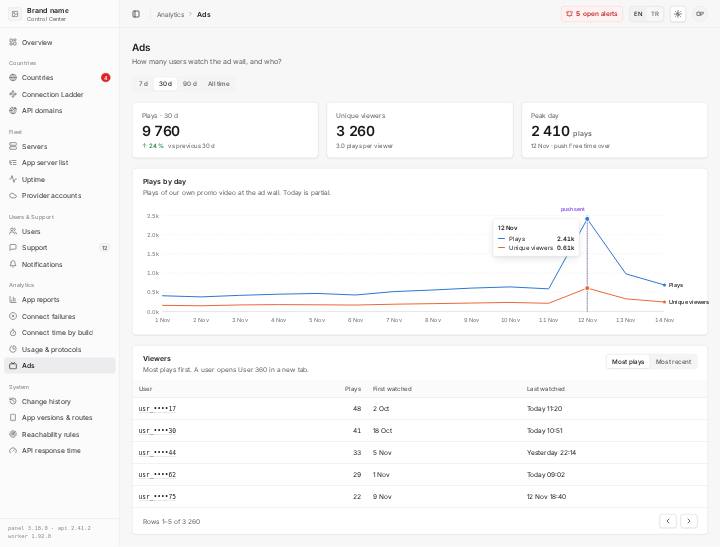 Brand name
Control Center
Overview
Countries
Countries 4
Connection Ladder
API domains
Fleet
Servers
App server list
Uptime
Provider accounts
Users & Support
Users
Support 12
Notifications
Analytics
App reports
Connect failures
Connect time by build
Usage & protocols
Ads
System
Change history
App versions & routes
Reachability rules
API response time
panel 3.18.0 · api 2.41.2
worker 1.92.0
Analytics > Ads
5 open alerts
EN TR
OP
Ads
How many users watch the ad wall, and who?
7 d 30 d 90 d All time
Plays · 30 d
9 760
↑ 24 % vs previous 30 d
Unique viewers
3 260
3.0 plays per viewer
Peak day
2 410 plays
12 Nov · push Free time over
Plays by day
Plays of our own promo video at the ad wall. Today is partial.
push sent
2.5k
2.0k
1.5k
1.0k
0.5k
0.0k
12 Nov
Plays 2.41k
Unique viewers 0.61k
Plays
Unique viewers
1 Nov 2 Nov 3 Nov 4 Nov 5 Nov 6 Nov 7 Nov 8 Nov 9 Nov 10 Nov 11 Nov 12 Nov 13 Nov 14 Nov
Viewers
Most plays first. A user opens User 360 in a new tab.
Most plays Most recent
User Plays First watched Last watched
usr_••••17 48 2 Oct Today 11:20
usr_••••30 41 18 Oct Today 10:51
usr_••••44 33 5 Nov Yesterday 22:14
usr_••••62 29 1 Nov Today 09:02
usr_••••75 22 9 Nov 12 Nov 18:40
Rows 1–5 of 3 260